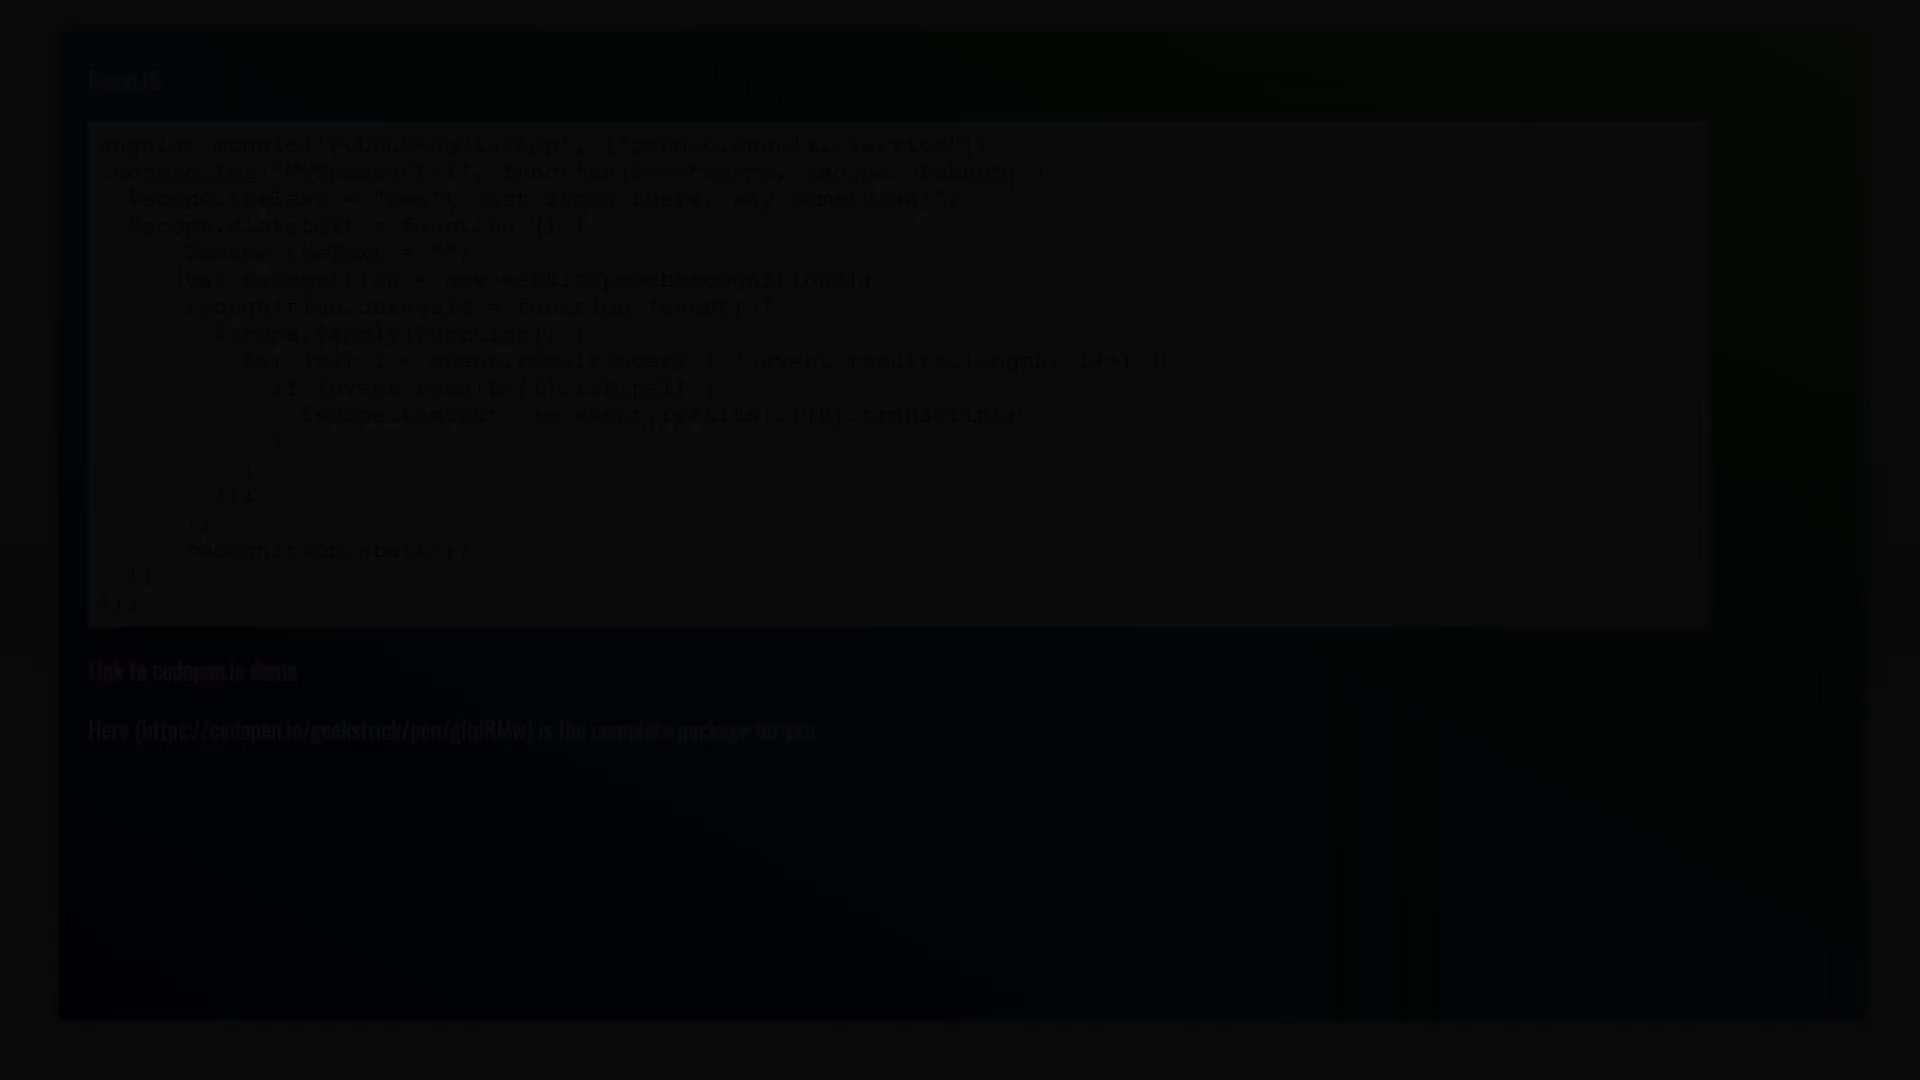 Demo JS
angular.module('PubNubAngularApp', ["pubnub.angular.service"])
.controller('MySpeechCtrl', function($rootScope, $scope, Pubnub) {
$scope.theText = "Don't just stand there, say something!";
$scope.dictateIt = function () {
$scope.theText = "";
var recognition = new webkitSpeechRecognition();
recognition.onresult = function (event) {
$scope.$apply(function() {
for (var i = event.resultIndex; i < event.results.length; i++) {
if (event.results[i].isFinal) {
$scope.theText += event.results[i][0].transcript;
}
}
});
};
recognition.start();
};
});
Link to codepen.io demo
Here (https://codepen.io/geekstrick/pen/gRdRMw) is the complete package for you